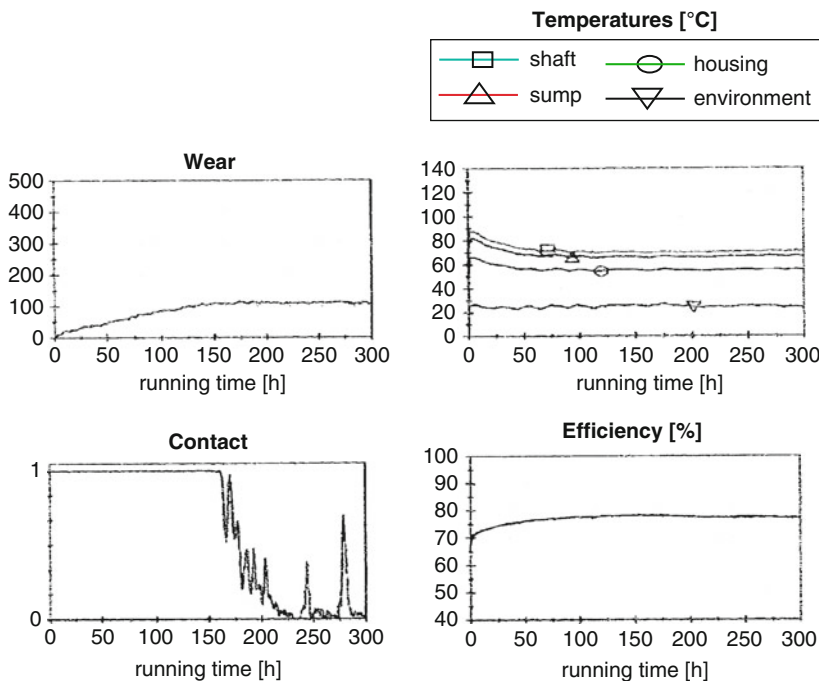 Temperatures [°C]
shaft
housing
sump
environment
Wear
500
400
300
200
100
0
0 50 100 150 200 250 300
running time [h]
140
120
100
80
60
40
20
0
0 50 100 150 200 250 300
running time [h]
Contact
1
0
0 50 100 150 200 250 300
running time [h]
Efficiency [%]
100
90
80
70
60
50
40
0 50 100 150 200 250 300
running time [h]